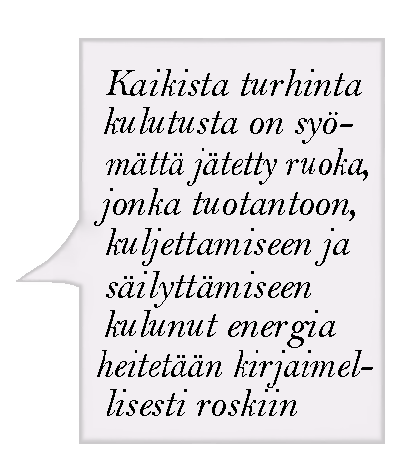 Kaikista turhinta
kulutusta on syö-
mättä jätetty ruoka,
jonka tuotantoon,
kuljettamiseen ja
säilyttämiseen
kulunut energia
heitetään kirjaimel-
lisesti roskiin